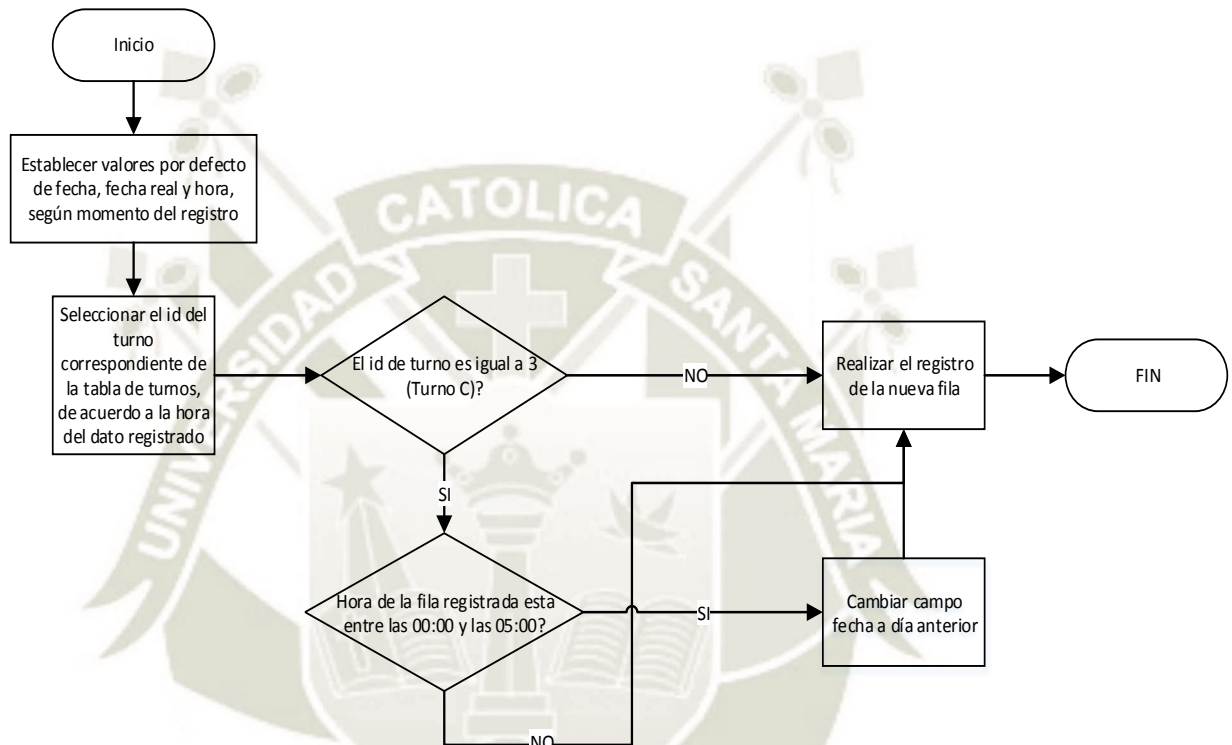 Inicio
Establecer valores por defecto
de fecha, fecha real y hora,
según momento del registro
Seleccionar el id del
turno
correspondiente de
la tabla de turnos,
de acuerdo a la hora
del dato registrado
El id de turno es igual a 3
(Turno C)?
NO
Realizar el registro
de la nueva fila
FIN
SI
Hora de la fila registrada esta
entre las 00:00 y las 05:00?
SI
Cambiar campo
fecha a día anterior
NO
UNIVERSIDAD CATOLICA SANTA MARIA